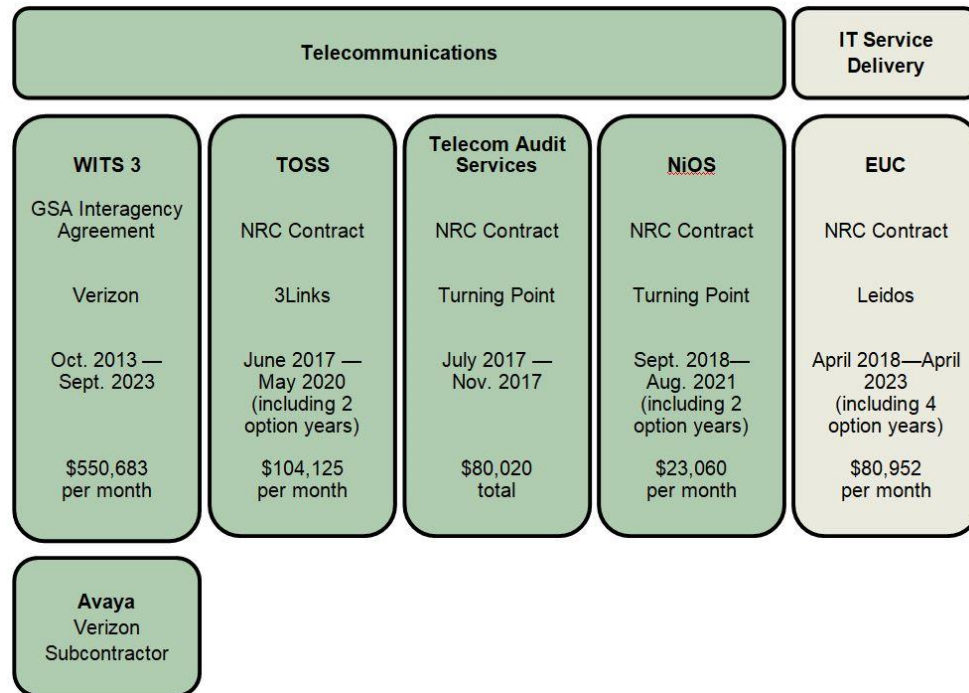 Telecommunications
IT Service
Delivery
WITS 3
GSA Interagency
Agreement
Verizon
Oct. 2013 —
Sept. 2023
$550,683
per month
TOSS
NRC Contract
3Links
June 2017 —
May 2020
(including 2
option years)
$104,125
per month
Telecom Audit
Services
NRC Contract
Turning Point
July 2017 —
Nov. 2017
$80,020
total
NiOS
NRC Contract
Turning Point
Sept. 2018—
Aug. 2021
(including 2
option years)
$23,060
per month
EUC
NRC Contract
Leidos
April 2018—April
2023
(including 4
option years)
$80,952
per month
Avaya
Verizon
Subcontractor